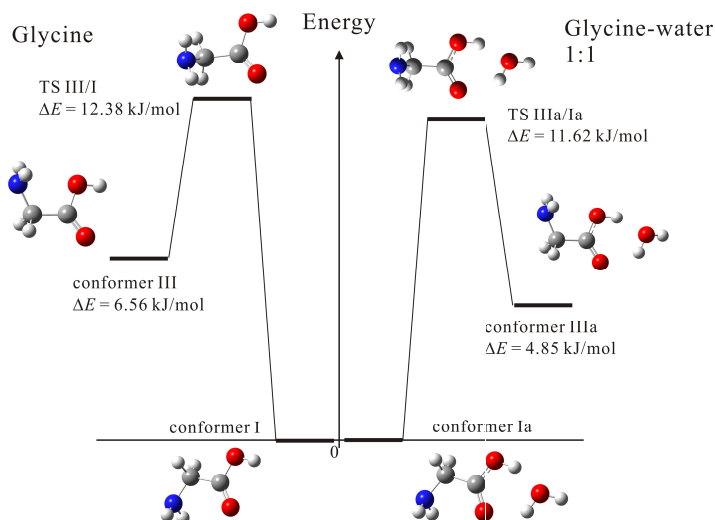 Glycine
Energy
Glycine-water
1:1
TS III/I
ΔE = 12.38 kJ/mol
TS IIIa/Ia
ΔE = 11.62 kJ/mol
conformer III
ΔE = 6.56 kJ/mol
conformer IIIa
ΔE = 4.85 kJ/mol
conformer I
conformer Ia
0